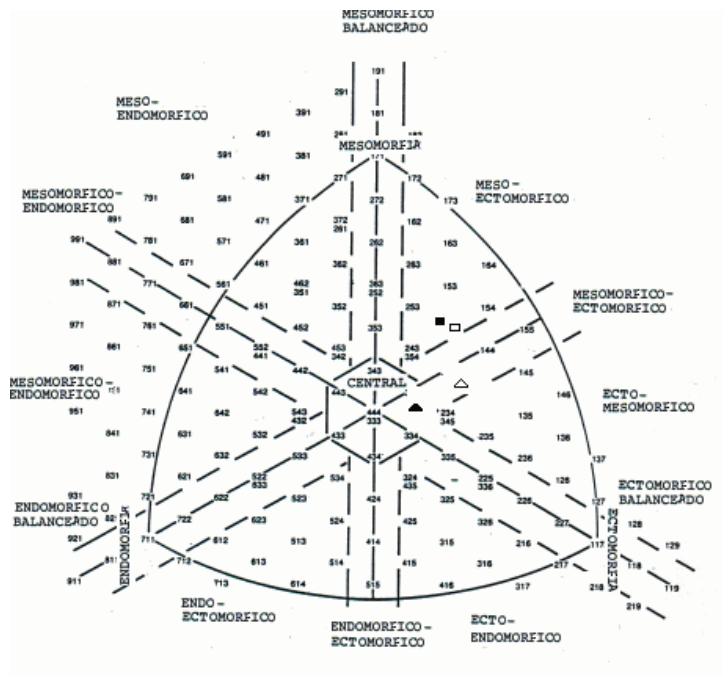 MESOMORFICO
BALANCEADO
191
291
MESO-
ENDOMORFICO
391 181
491
MESOMORFIA
591 381 171
691 481 271 172
MESO-
ECTOMORFICO
MESOMORFICO-
ENDOMORFICO
791 581 371 272 173
891 681 471 372 162
261
991 781 571 361 262 163
881 671 461 362 263 164
981 771 561 462 363 153
351 252
MESOMORFICO-
ECTOMORFICO
871 661 451 352 253 154
971 761 551 452 353 155
861 651 552 453 243 144
441 342 354
961 751 541 442 343 145
MESOMORFICO-
ENDOMORFICO
CENTRAL
641 542 443 146
ECTO-
MESOMORFICO
951 741 642 543 444 234 135
432 333 345
841 631 532 433 334 235 136
731 533 434 335 236 137
831 621 522 534 324 225 126
633 435 336
ECTOMORFICO
BALANCEADO
931 721 622 523 424 325 226 127
ENDOMORFICO
BALANCEADO
722 623 524 425 326 227 128
921 711 612 513 414 315 216 117 129
712 613 514 415 316 217 118
911 713 614 515 416 317 218 119
219
ENDOMORFIA
ECTOMORFIA
ENDO-
ECTOMORFICO
ENDOMORFICO-
ECTOMORFICO
ECTO-
ENDOMORFICO